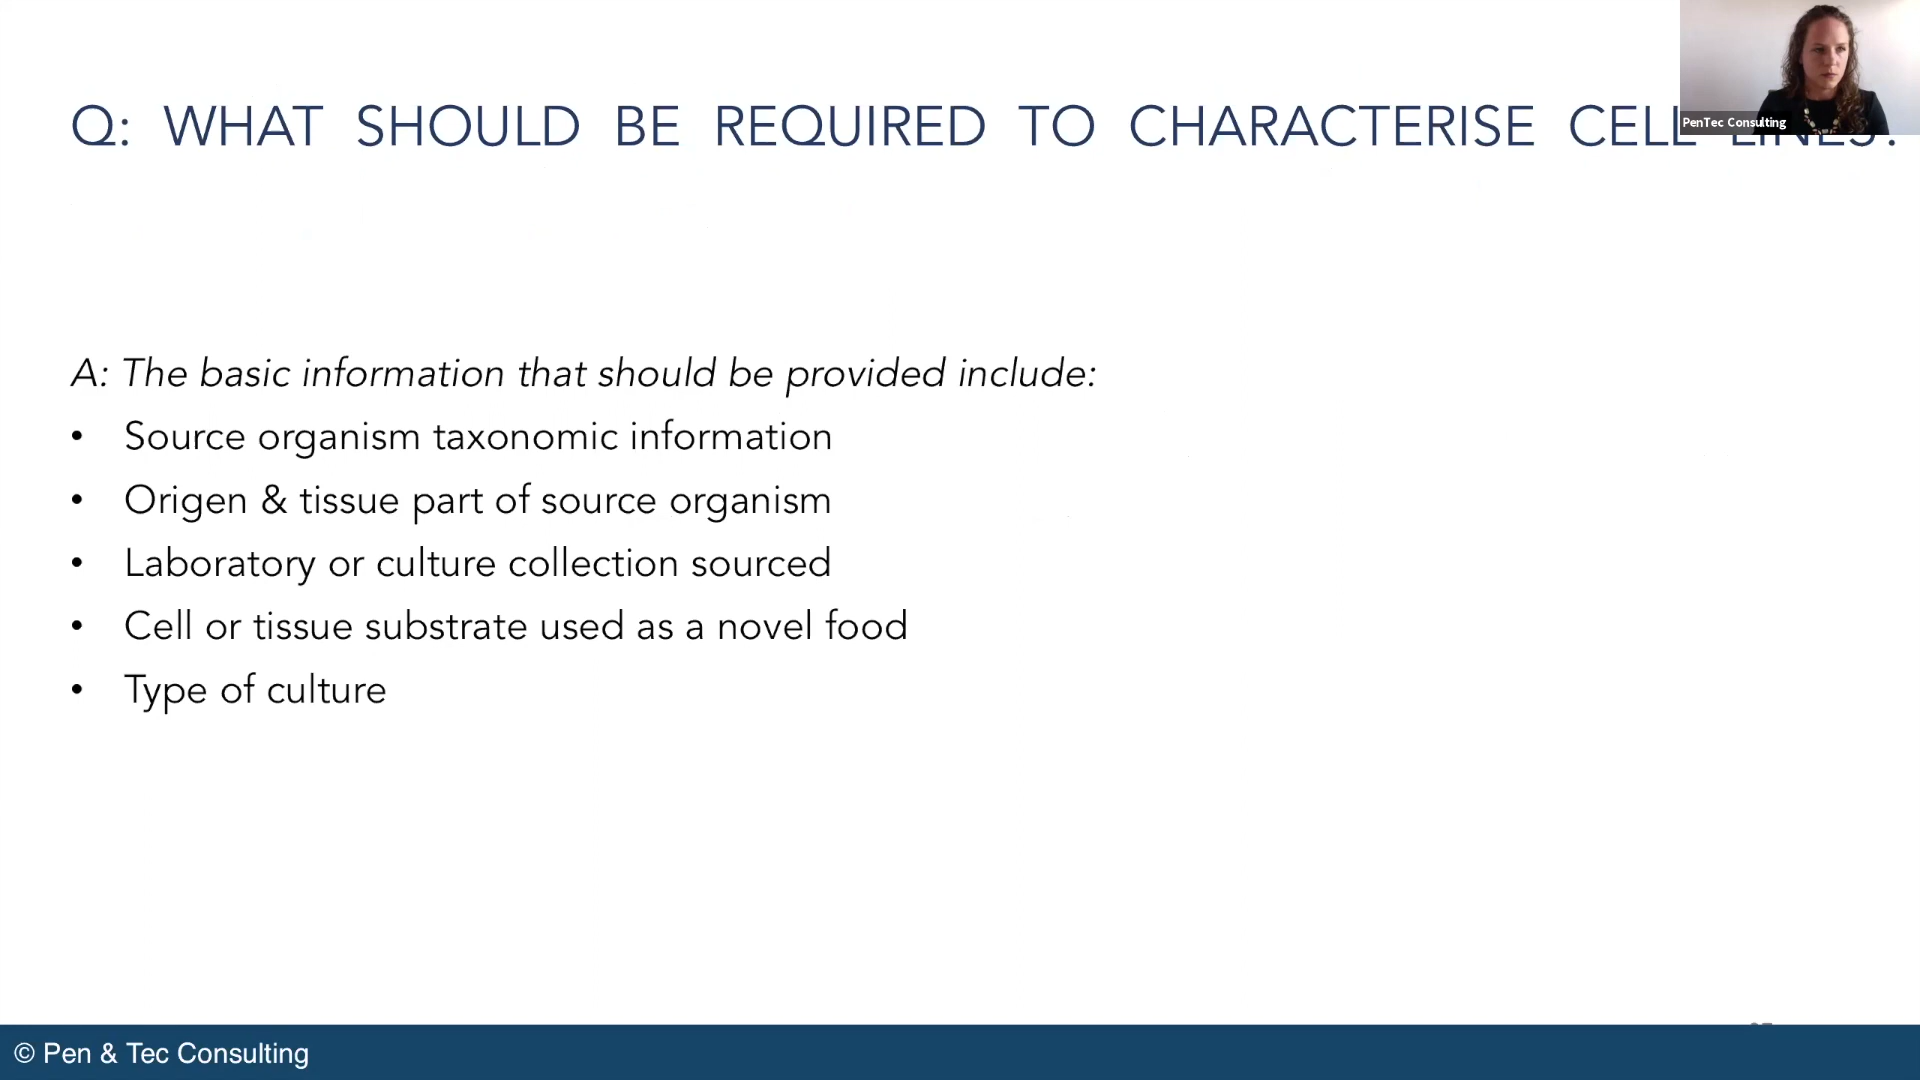 Q: WHAT SHOULD BE REQUIRED TO CHARACTERISE CELL LINES?
PenTec Consulting
A: The basic information that should be provided include:
• Source organism taxonomic information
• Origen & tissue part of source organism
• Laboratory or culture collection sourced
• Cell or tissue substrate used as a novel food
• Type of culture
© Pen & Tec Consulting